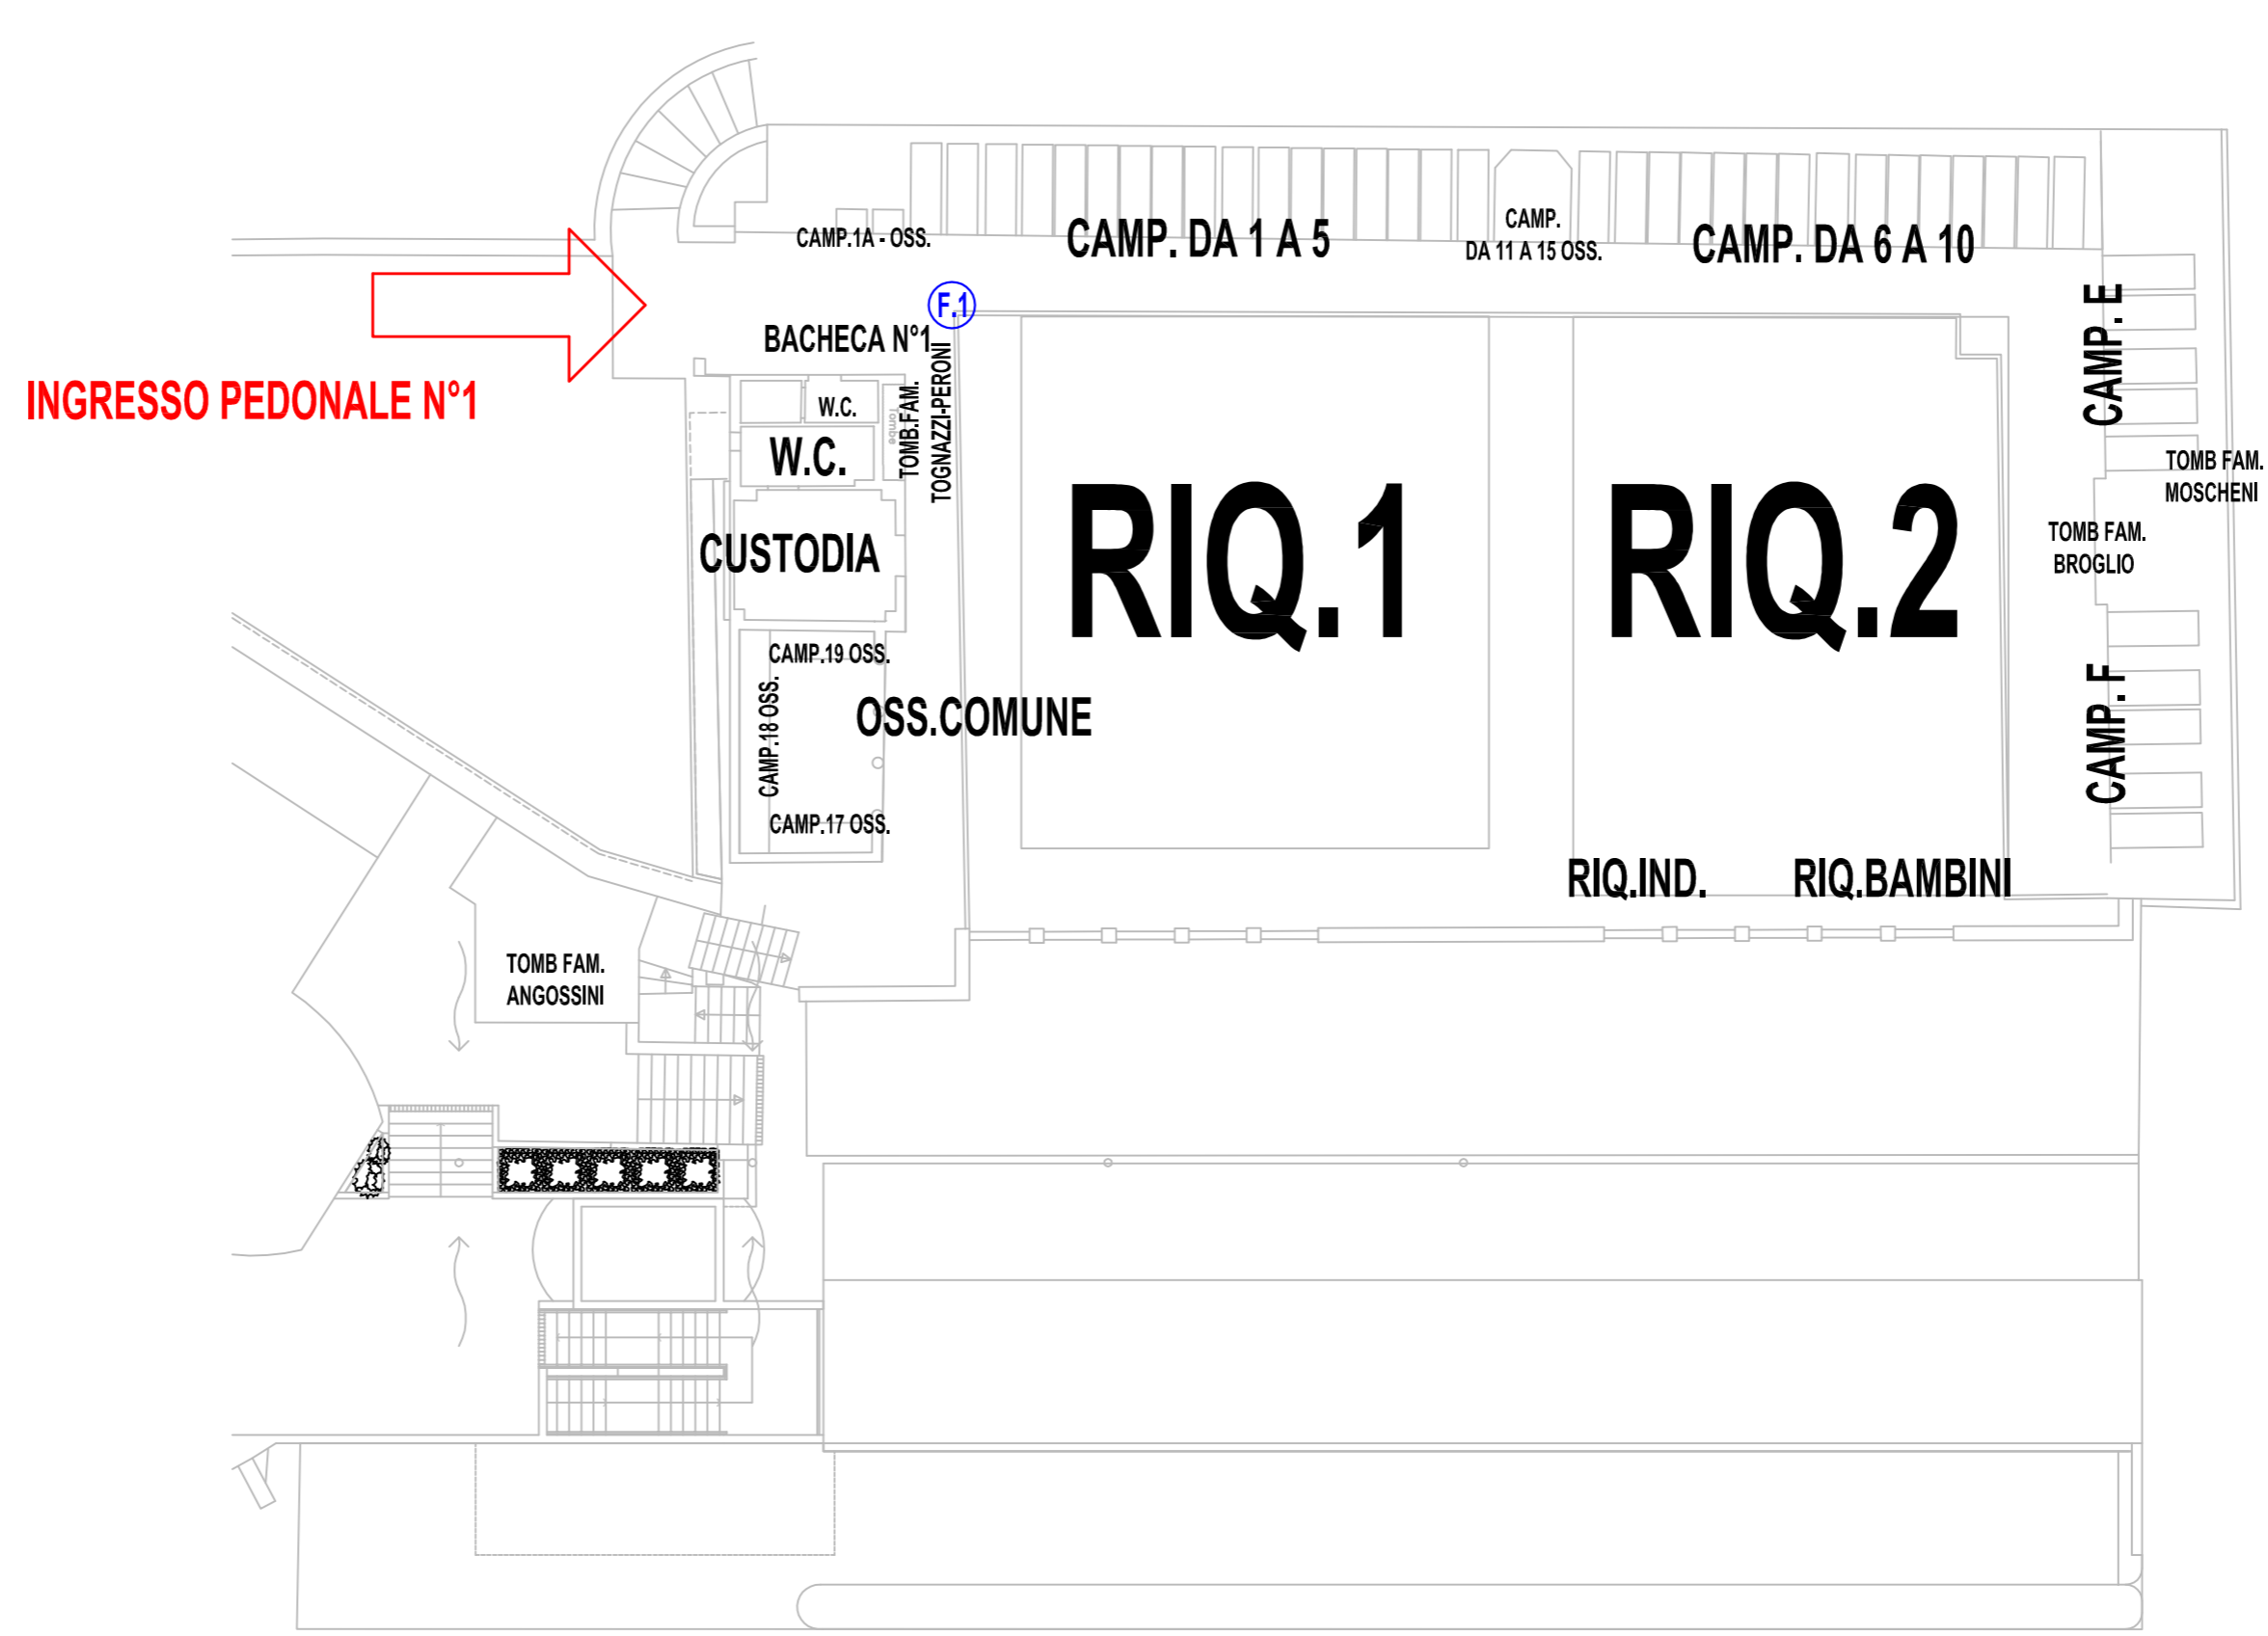 CAMP.1A - OSS.
CAMP. DA 1 A 5
CAMP.
DA 11 A 15 OSS.
CAMP. DA 6 A 10
F.1
BACHECA N°1
INGRESSO PEDONALE N°1
W.C.
Tombe
TOMB.FAM.
TOGNAZZI-PERONI
W.C.
CAMP. E
TOMB FAM.
MOSCHENI
RIQ.1
RIQ.2
CUSTODIA
TOMB FAM.
BROGLIO
CAMP.19 OSS.
CAMP.18 OSS.
OSS.COMUNE
CAMP. F
CAMP.17 OSS.
RIQ.IND.
RIQ.BAMBINI
TOMB FAM.
ANGOSSINI